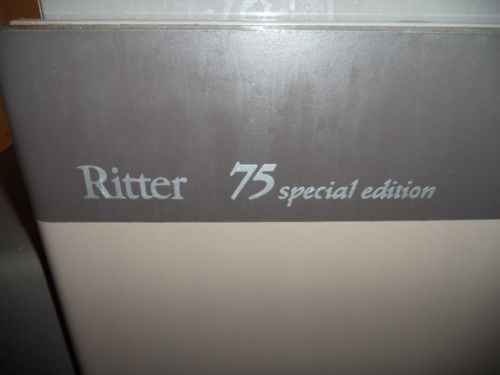 Ritter 75 special edition